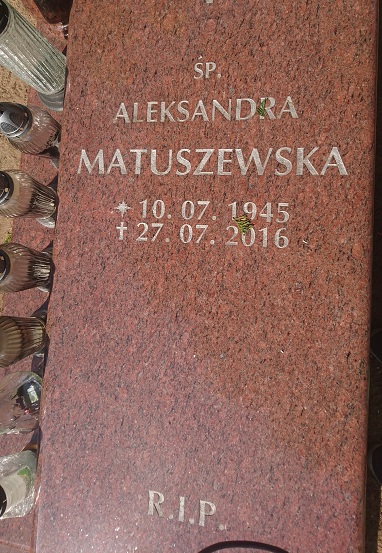 ŚP.
ALEKSANDRA
MATUSZEWSKA
✶ 10. 07. 1945
† 27. 07. 2016
R.I.P.